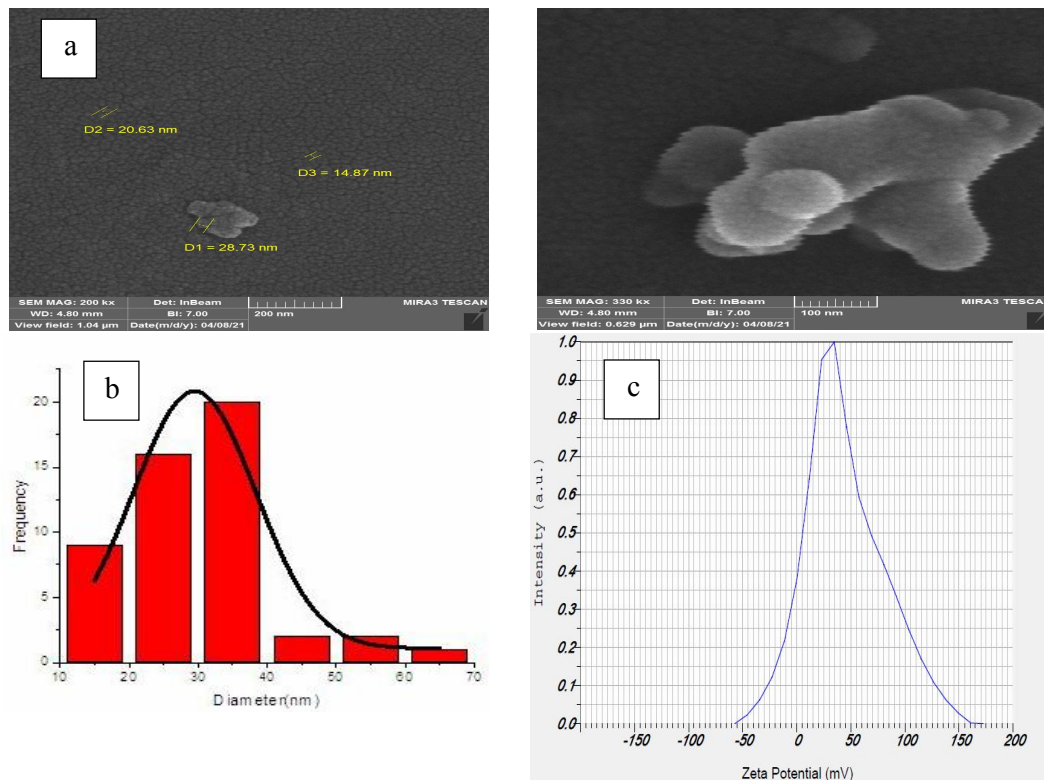 a
D2 = 20.63 nm
D3 = 14.87 nm
D1 = 28.73 nm
SEM MAG: 200 kx Det: InBeam MIRA3 TESCAN
WD: 4.80 mm BI: 7.00 200 nm
View field: 1.04 µm Date(m/d/y): 04/08/21
SEM MAG: 330 kx Det: InBeam MIRA3 TESCAN
WD: 4.80 mm BI: 7.00 100 nm
View field: 0.629 µm Date(m/d/y): 04/08/21
b
Frequency
20
15
10
5
0
10 20 30 40 50 60 70
Diameter(nm)
c
Intensity (a.u.)
1.0
0.9
0.8
0.7
0.6
0.5
0.4
0.3
0.2
0.1
0.0
-150 -100 -50 0 50 100 150 200
Zeta Potential (mV)